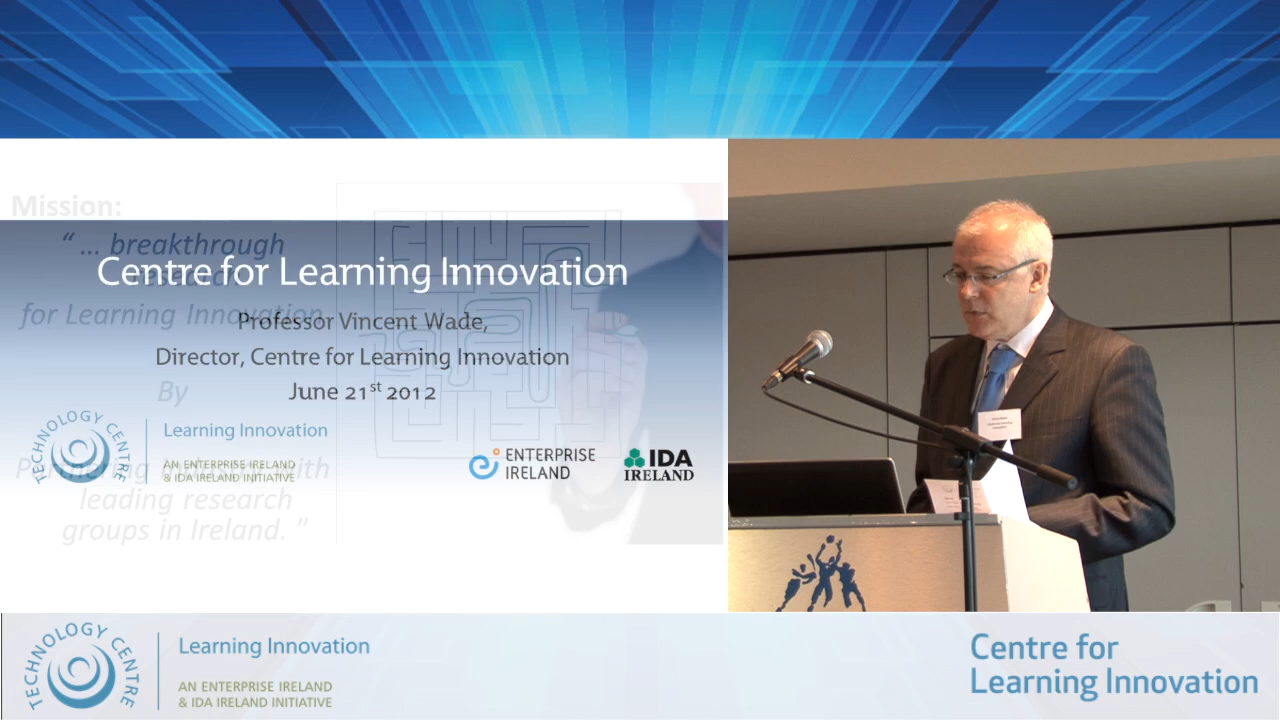 Mission:
“ ... breakthrough
research
for Learning Innovation
By
with
leading research
groups in Ireland. ”
Centre for Learning Innovation
Professor Vincent Wade,
Director, Centre for Learning Innovation
June 21st 2012
TECHNOLOGY CENTRE
Learning Innovation
AN ENTERPRISE IRELAND
& IDA IRELAND INITIATIVE
ENTERPRISE
IRELAND
IDA
IRELAND
TECHNOLOGY CENTRE
Learning Innovation
AN ENTERPRISE IRELAND
& IDA IRELAND INITIATIVE
Centre for
Learning Innovation